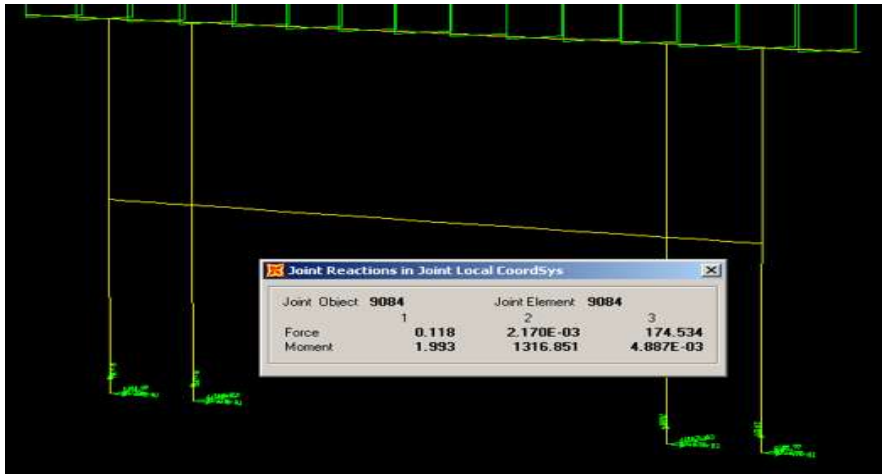 Joint Reactions in Joint Local CoordSys
Joint Object 9084 Joint Element 9084
1 2 3
Force 0.118 2.170E-03 174.534
Moment 1.993 1316.851 4.887E-03